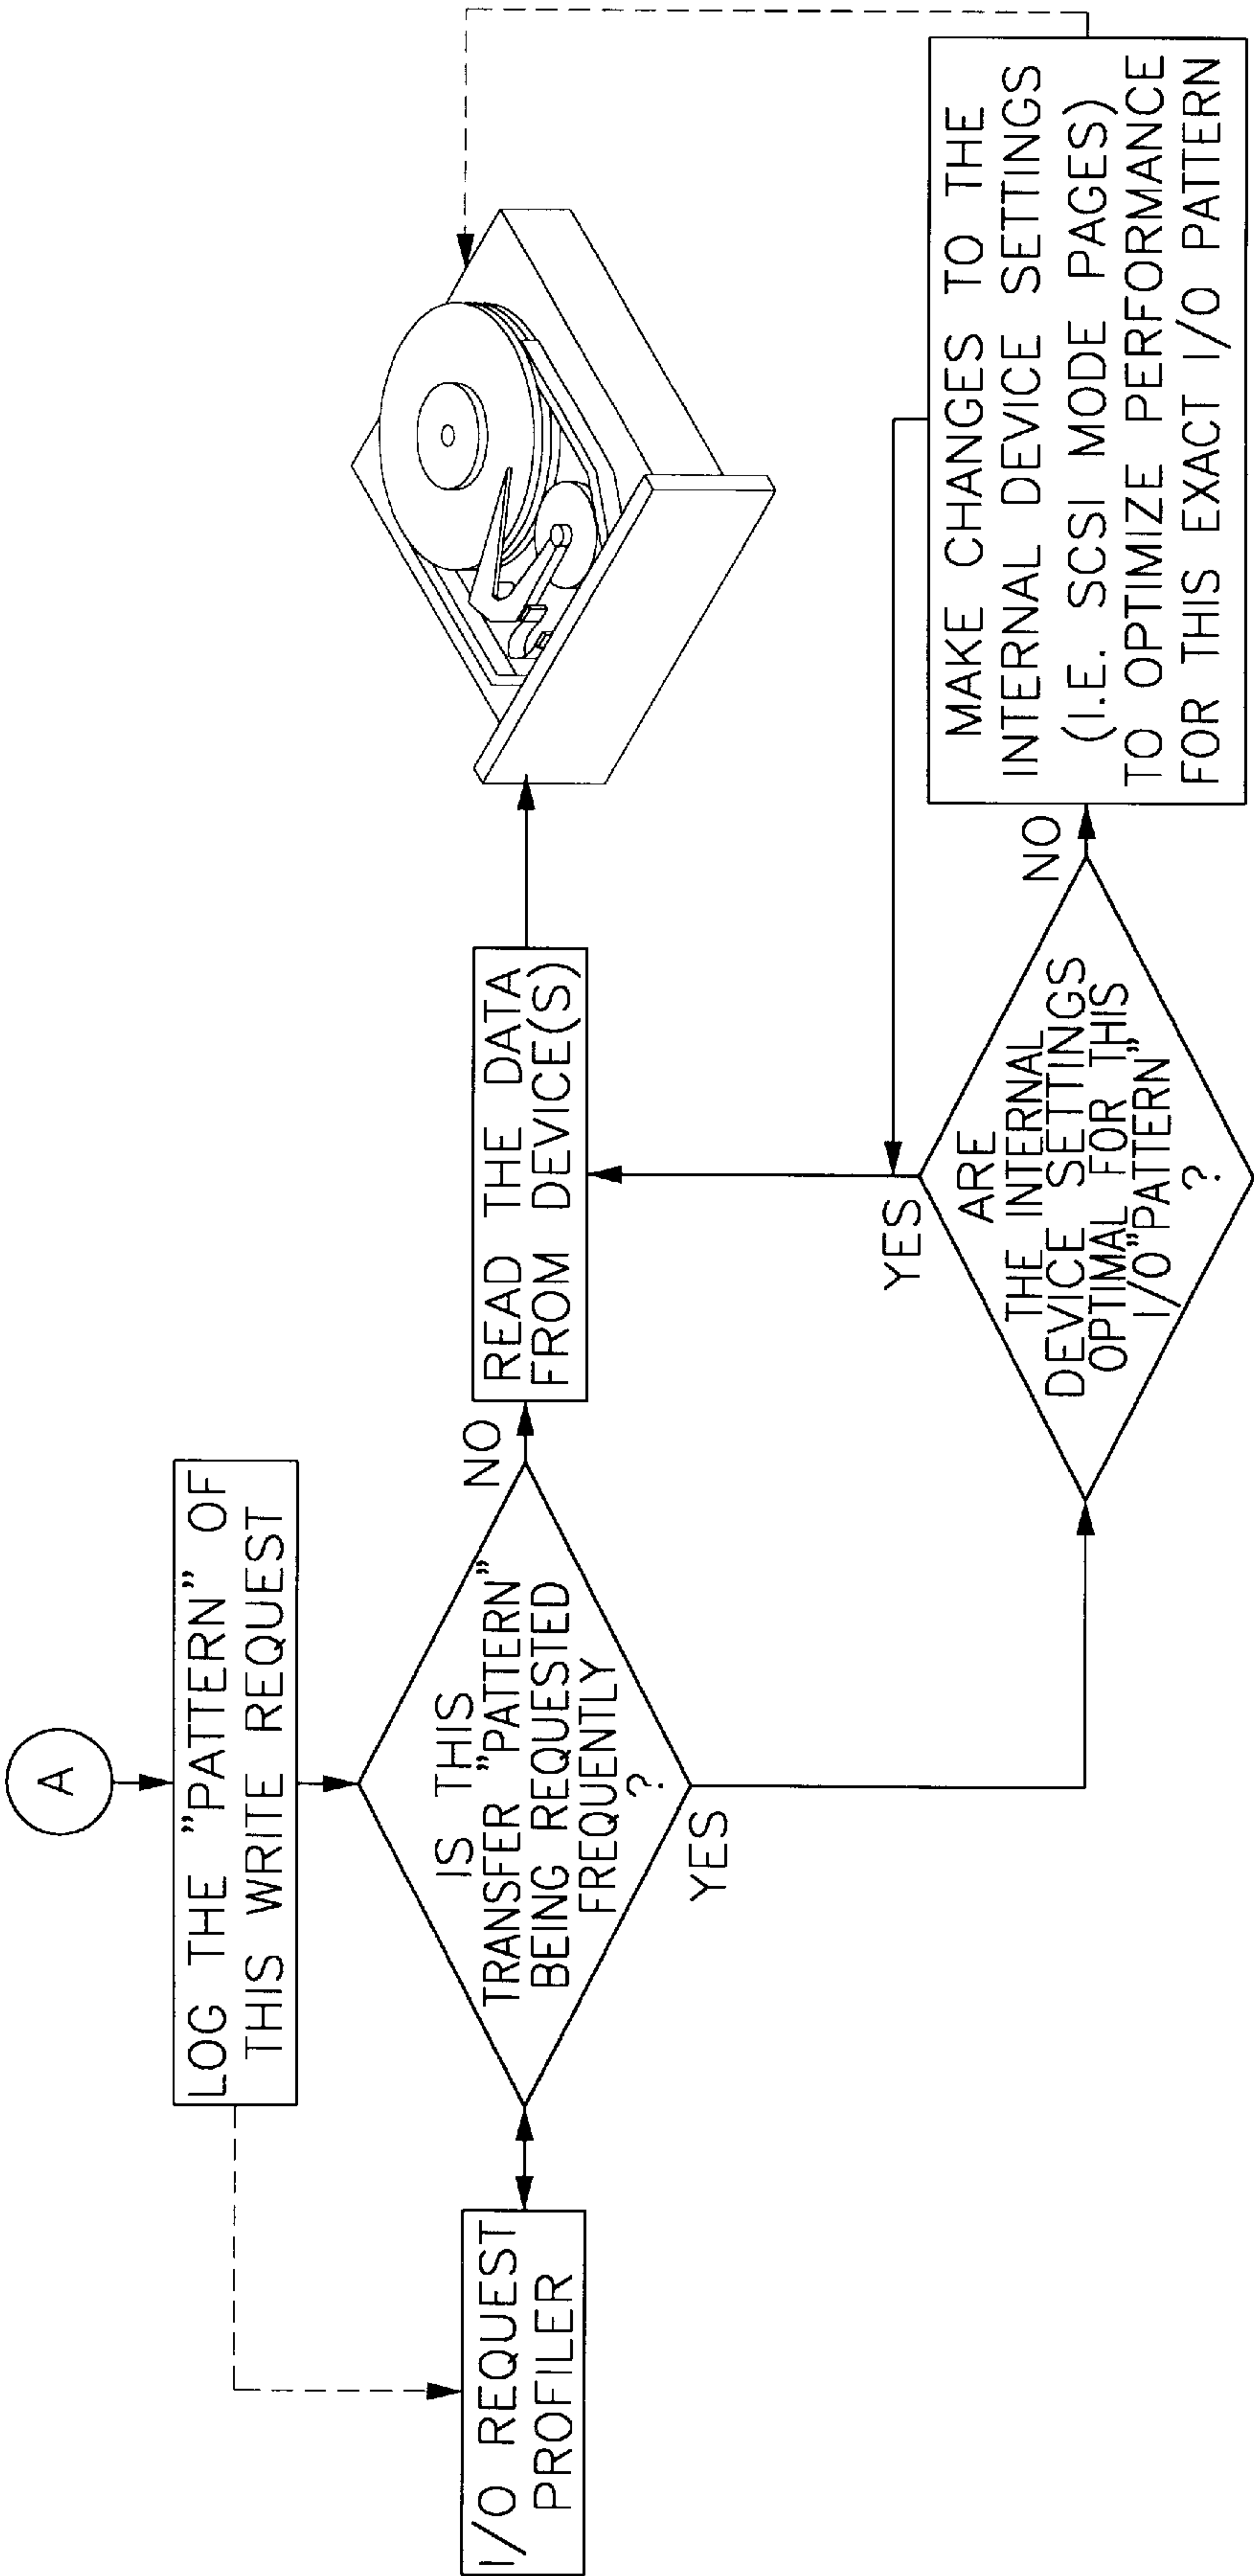 A
LOG THE "PATTERN" OF
THIS WRITE REQUEST
I/O REQUEST
PROFILER
IS THIS
TRANSFER "PATTERN"
BEING REQUESTED
FREQUENTLY
?
NO
YES
READ THE DATA
FROM DEVICE(S)
YES
ARE
THE INTERNAL
DEVICE SETTINGS
OPTIMAL FOR THIS
I/O"PATTERN"
?
NO
MAKE CHANGES TO THE
INTERNAL DEVICE SETTINGS
(I.E. SCSI MODE PAGES)
TO OPTIMIZE PERFORMANCE
FOR THIS EXACT I/O PATTERN